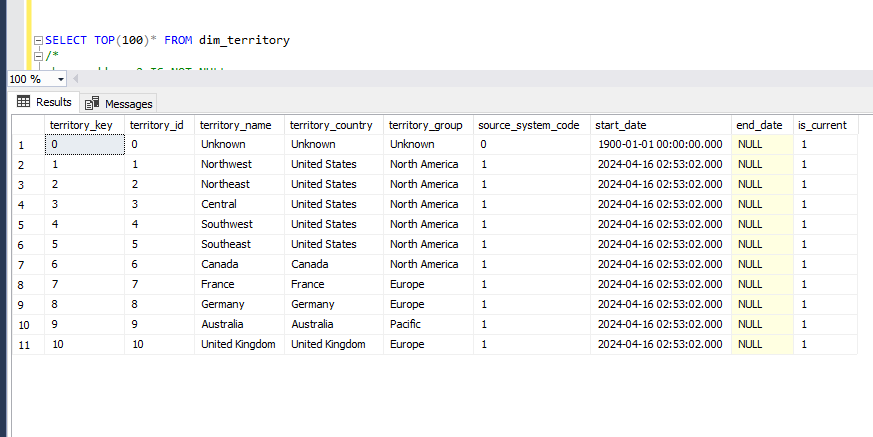 SELECT TOP(100)* FROM dim_territory
/*
100 %
Results Messages
territory_key territory_id territory_name territory_country territory_group source_system_code start_date end_date is_current
1 0 0 Unknown Unknown Unknown 0 1900-01-01 00:00:00.000 NULL 1
2 1 1 Northwest United States North America 1 2024-04-16 02:53:02.000 NULL 1
3 2 2 Northeast United States North America 1 2024-04-16 02:53:02.000 NULL 1
4 3 3 Central United States North America 1 2024-04-16 02:53:02.000 NULL 1
5 4 4 Southwest United States North America 1 2024-04-16 02:53:02.000 NULL 1
6 5 5 Southeast United States North America 1 2024-04-16 02:53:02.000 NULL 1
7 6 6 Canada Canada North America 1 2024-04-16 02:53:02.000 NULL 1
8 7 7 France France Europe 1 2024-04-16 02:53:02.000 NULL 1
9 8 8 Germany Germany Europe 1 2024-04-16 02:53:02.000 NULL 1
10 9 9 Australia Australia Pacific 1 2024-04-16 02:53:02.000 NULL 1
11 10 10 United Kingdom United Kingdom Europe 1 2024-04-16 02:53:02.000 NULL 1